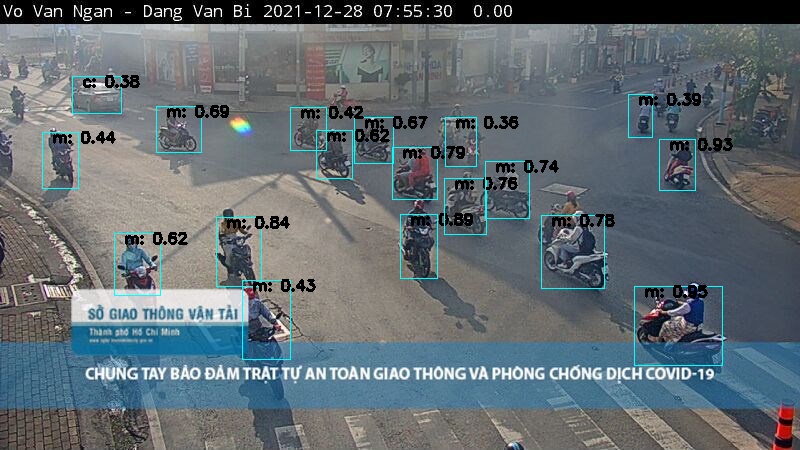 Vo Van Ngan - Dang Van Bi 2021-12-28 07:55:30 0.00
c: 0.38
m: 0.69
m: 0.42
m: 0.67
m: 0.36
m: 0.39
m: 0.44
m: 0.62
m: 0.79
m: 0.93
m: 0.74
m: 0.76
m: 0.84
m: 0.89
m: 0.78
m: 0.62
m: 0.43
m: 0.85
SỞ GIAO THÔNG VẬN TẢI
Thành phố Hồ Chí Minh
CHUNG TAY BẢO ĐẢM TRẬT TỰ AN TOÀN GIAO THÔNG VÀ PHÒNG CHỐNG DỊCH COVID-19